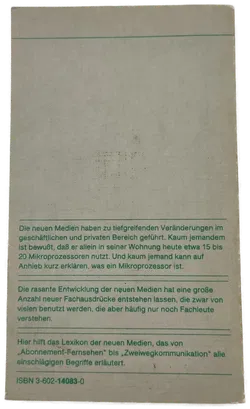 Die neuen Medien haben zu tiefgreifenden Veränderungen im
geschäftlichen und privaten Bereich geführt. Kaum jemandem
ist bewußt, daß er allein in seiner Wohnung heute etwa 15 bis
20 Mikroprozessoren nutzt. Und kaum jemand kann auf
Anhieb kurz erklären, was ein Mikroprozessor ist.
Die rasante Entwicklung der neuen Medien hat eine große
Anzahl neuer Fachausdrücke entstehen lassen, die zwar von
vielen benutzt werden, die aber häufig nur noch Fachleute
verstehen.
Hier hilft das Lexikon der neuen Medien, das von
„Abonnement-Fernsehen" bis „Zweiwegkommunikation" alle
einschlägigen Begriffe erläutert.
ISBN 3-602-14083-0